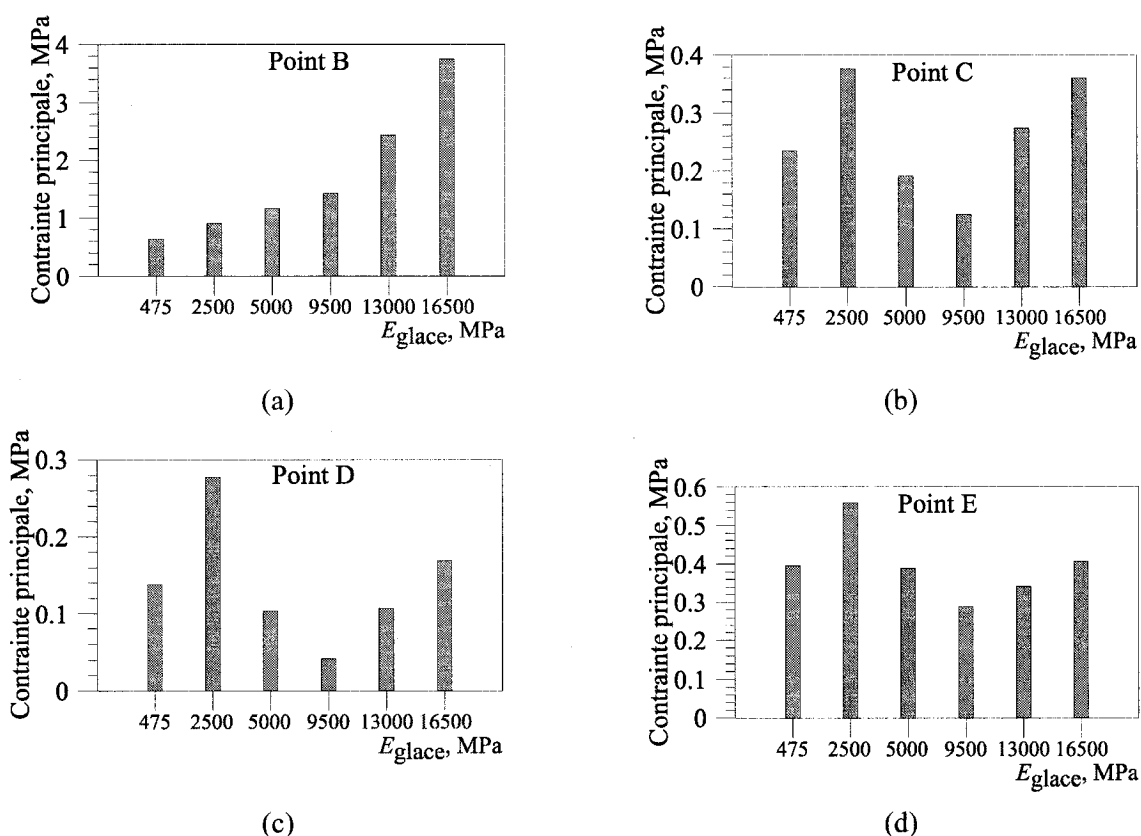 Point B
Contrainte principale, MPa
4
3
2
1
0
475 2500 5000 9500 13000 16500
Eglace, MPa
(a)
Point C
Contrainte principale, MPa
0.4
0.3
0.2
0.1
0
475 2500 5000 9500 13000 16500
Eglace, MPa
(b)
Point D
Contrainte principale, MPa
0.3
0.2
0.1
0
475 2500 5000 9500 13000 16500
Eglace, MPa
(c)
Point E
Contrainte principale, MPa
0.6
0.5
0.4
0.3
0.2
0.1
0
475 2500 5000 9500 13000 16500
Eglace, MPa
(d)